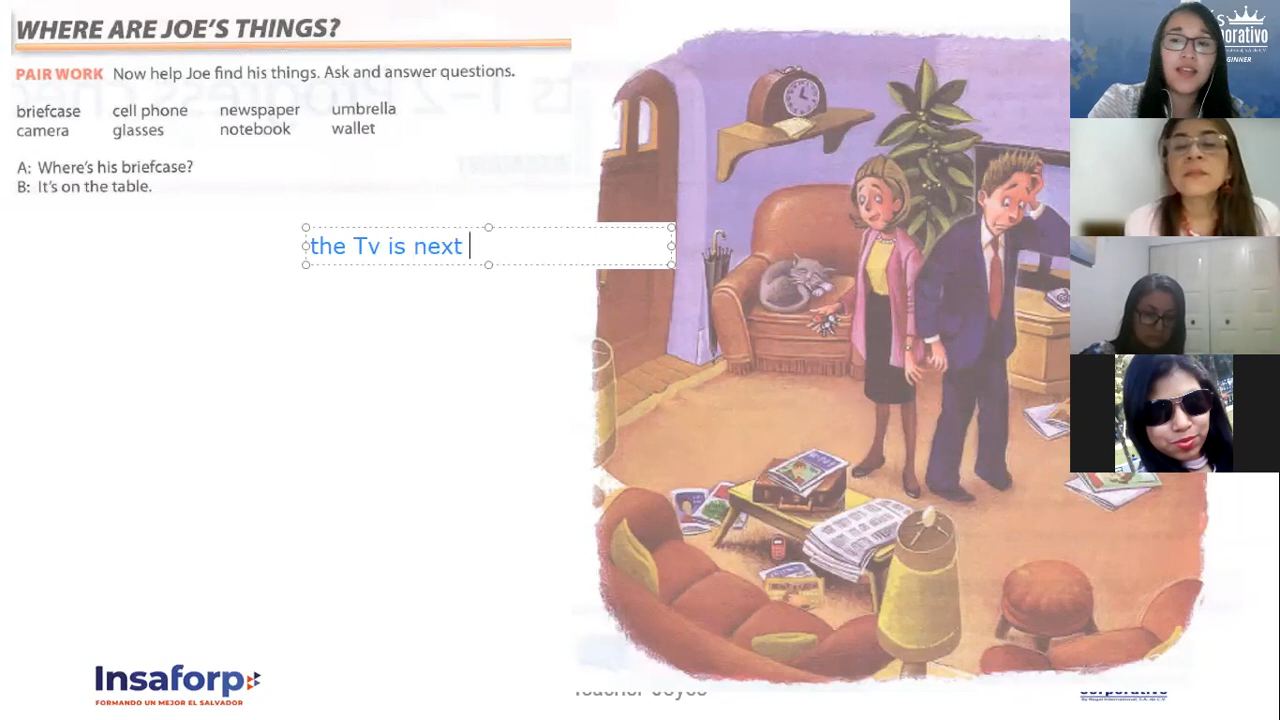 WHERE ARE JOE'S THINGS?
PAIR WORK Now help Joe find his things. Ask and answer questions.
briefcase cell phone newspaper umbrella
camera glasses notebook wallet
A: Where's his briefcase?
B: It's on the table.
the Tv is next
Insaforp
FORMANDO UN MEJOR EL SALVADOR